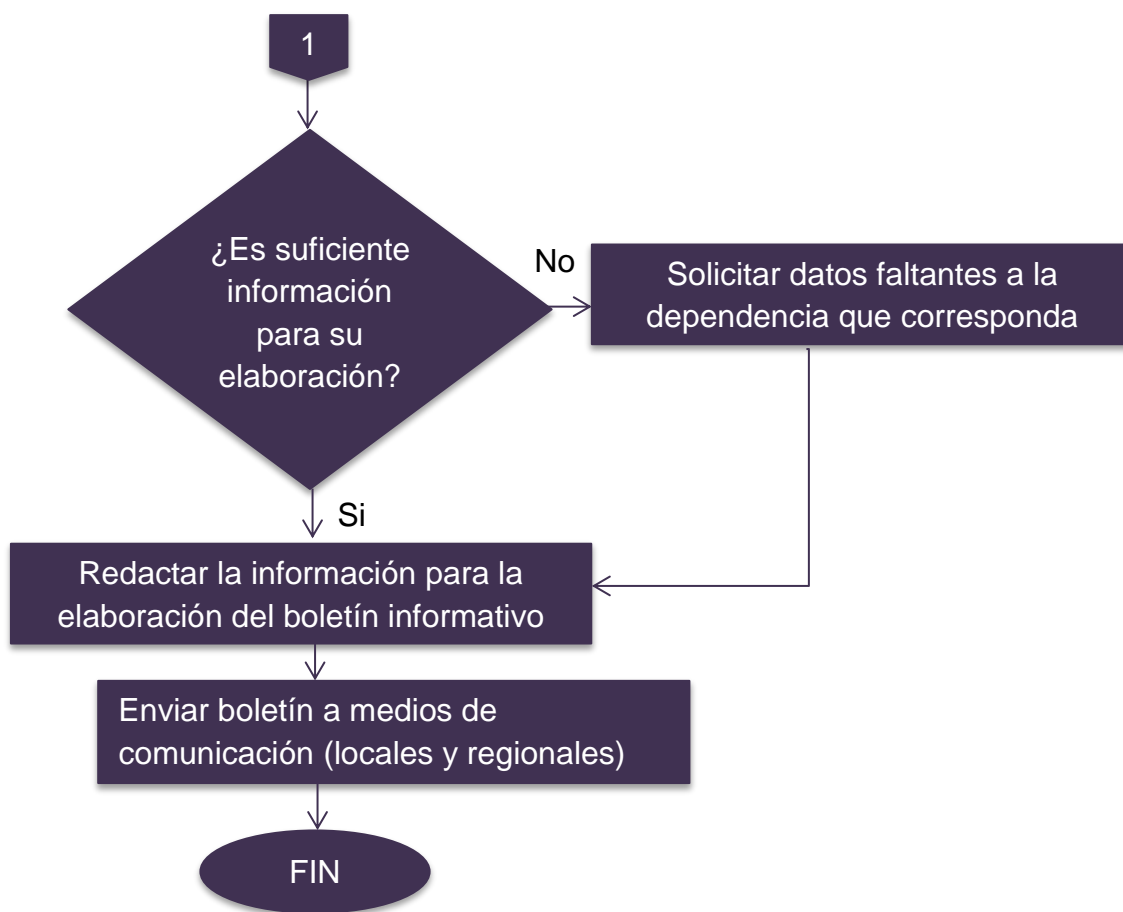 1
¿Es suficiente
información
para su
elaboración?
No
Solicitar datos faltantes a la
dependencia que corresponda
Si
Redactar la información para la
elaboración del boletín informativo
Enviar boletín a medios de
comunicación (locales y regionales)
FIN